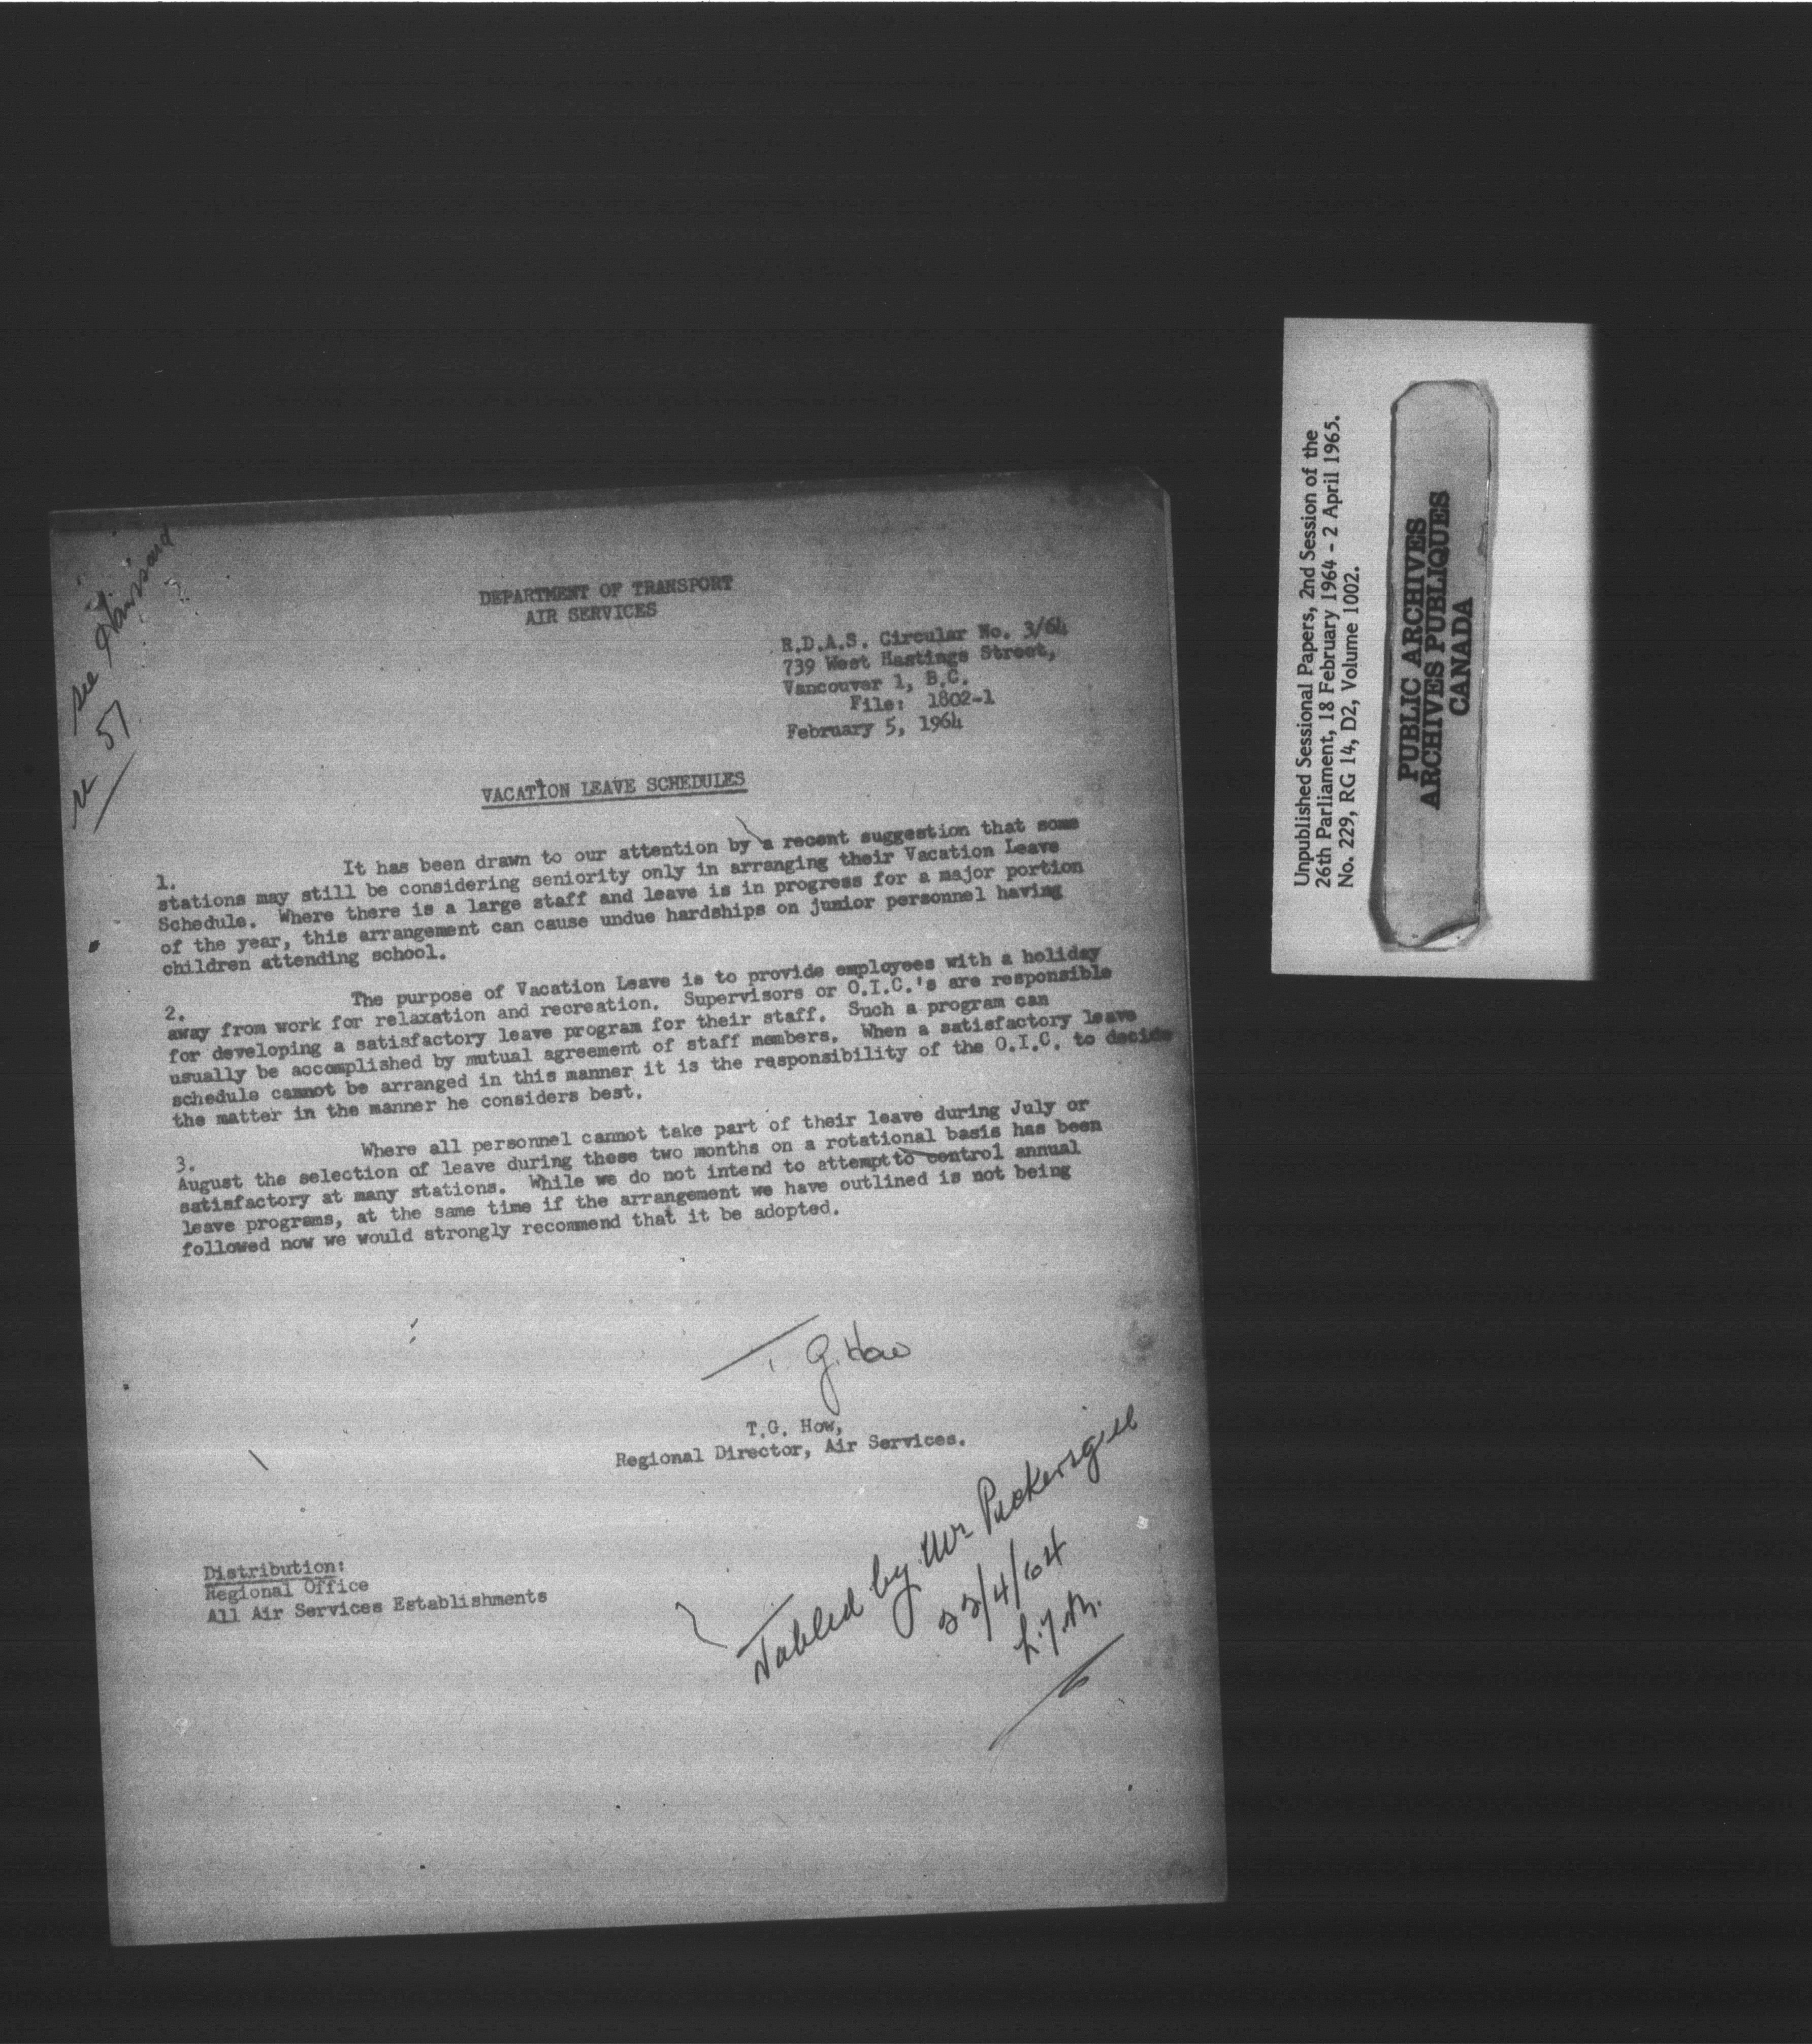 see Hansard
re 57
DEPARTMENT OF TRANSPORT
AIR SERVICES
R.D.A.S. Circular No. 3/64
739 West Hastings Street,
Vancouver 1, B.C.
File: 1802-1
February 5, 1964
VACATION LEAVE SCHEDULES
1. It has been drawn to our attention by a recent suggestion that some
stations may still be considering seniority only in arranging their Vacation Leave
Schedule. Where there is a large staff and leave is in progress for a major portion
of the year, this arrangement can cause undue hardships on junior personnel having
children attending school.
2. The purpose of Vacation Leave is to provide employees with a holiday
away from work for relaxation and recreation. Supervisors or O.I.C.'s are responsible
for developing a satisfactory leave program for their staff. Such a program can
usually be accomplished by mutual agreement of staff members. When a satisfactory leave
schedule cannot be arranged in this manner it is the responsibility of the O.I.C. to decide
the matter in the manner he considers best.
3. Where all personnel cannot take part of their leave during July or
August the selection of leave during these two months on a rotational basis has been
satisfactory at many stations. While we do not intend to attempt to control annual
leave programs, at the same time if the arrangement we have outlined is not being
followed now we would strongly recommend that it be adopted.
T. G. How
T.G. How,
Regional Director, Air Services.
Distribution:
Regional Office
All Air Services Establishments
Tabled by Mr Pickersgill
/4/64
Unpublished Sessional Papers, 2nd Session of the
26th Parliament, 18 February 1964 - 2 April 1965.
No. 229, RG 14, D2, Volume 1002.
PUBLIC ARCHIVES
ARCHIVES PUBLIQUES
CANADA